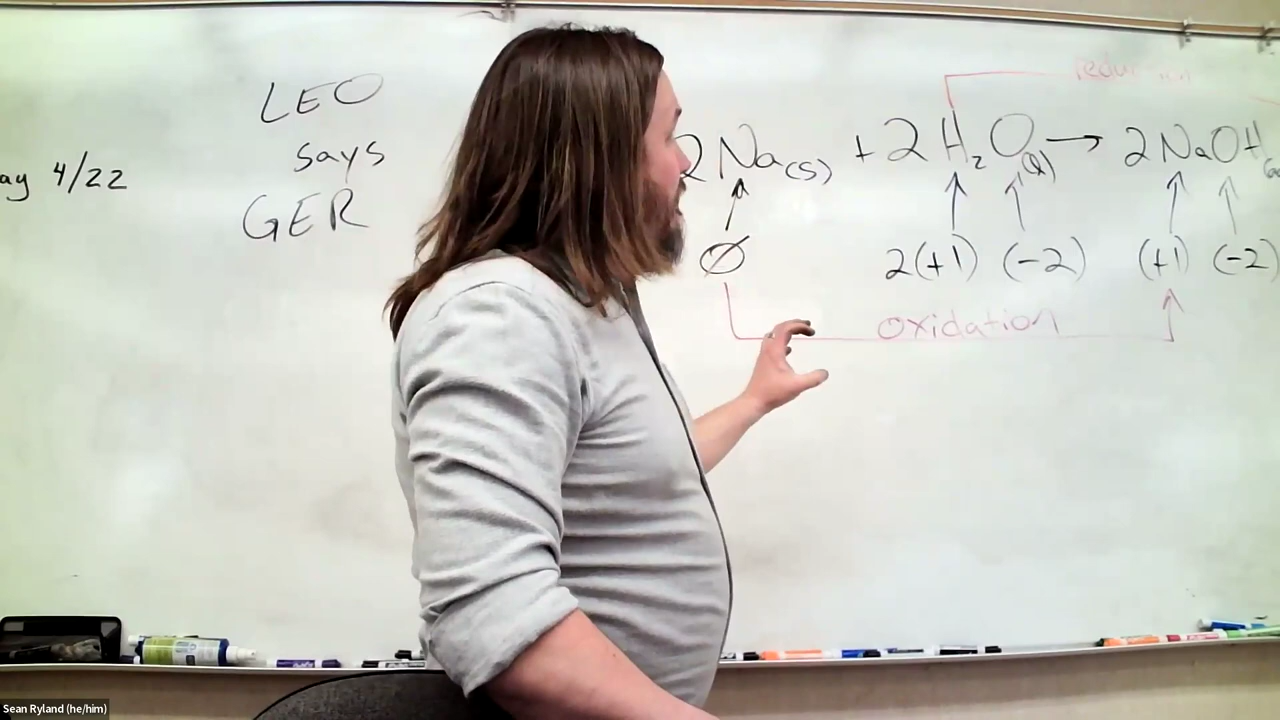 LEO
says
GER
ay 4/22
reduction
2 Na(s) + 2 H₂O(l) → 2 NaOH(a
Ø 2(+1) (-2) (+1) (-2)
oxidation
Sean Ryland (he/him)